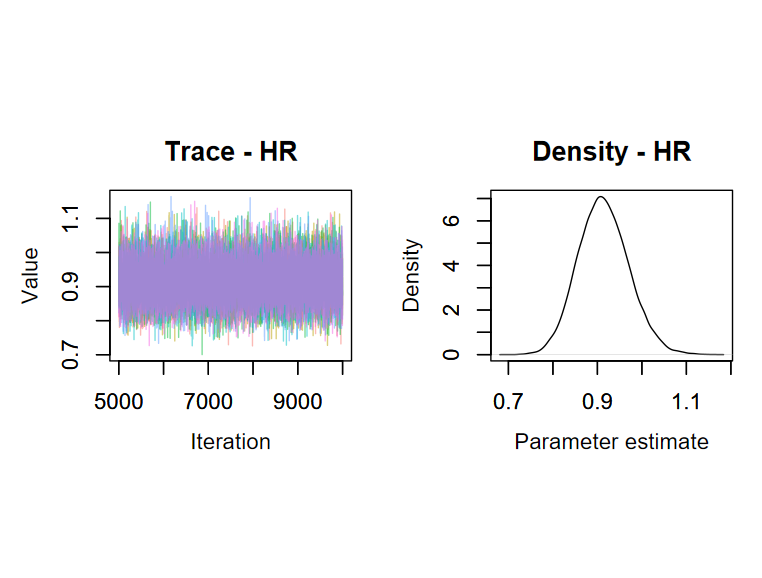 Trace - HR
Value
0.7 0.9 1.1
5000 7000 9000
Iteration
Density - HR
Density
0 2 4 6
0.7 0.9 1.1
Parameter estimate